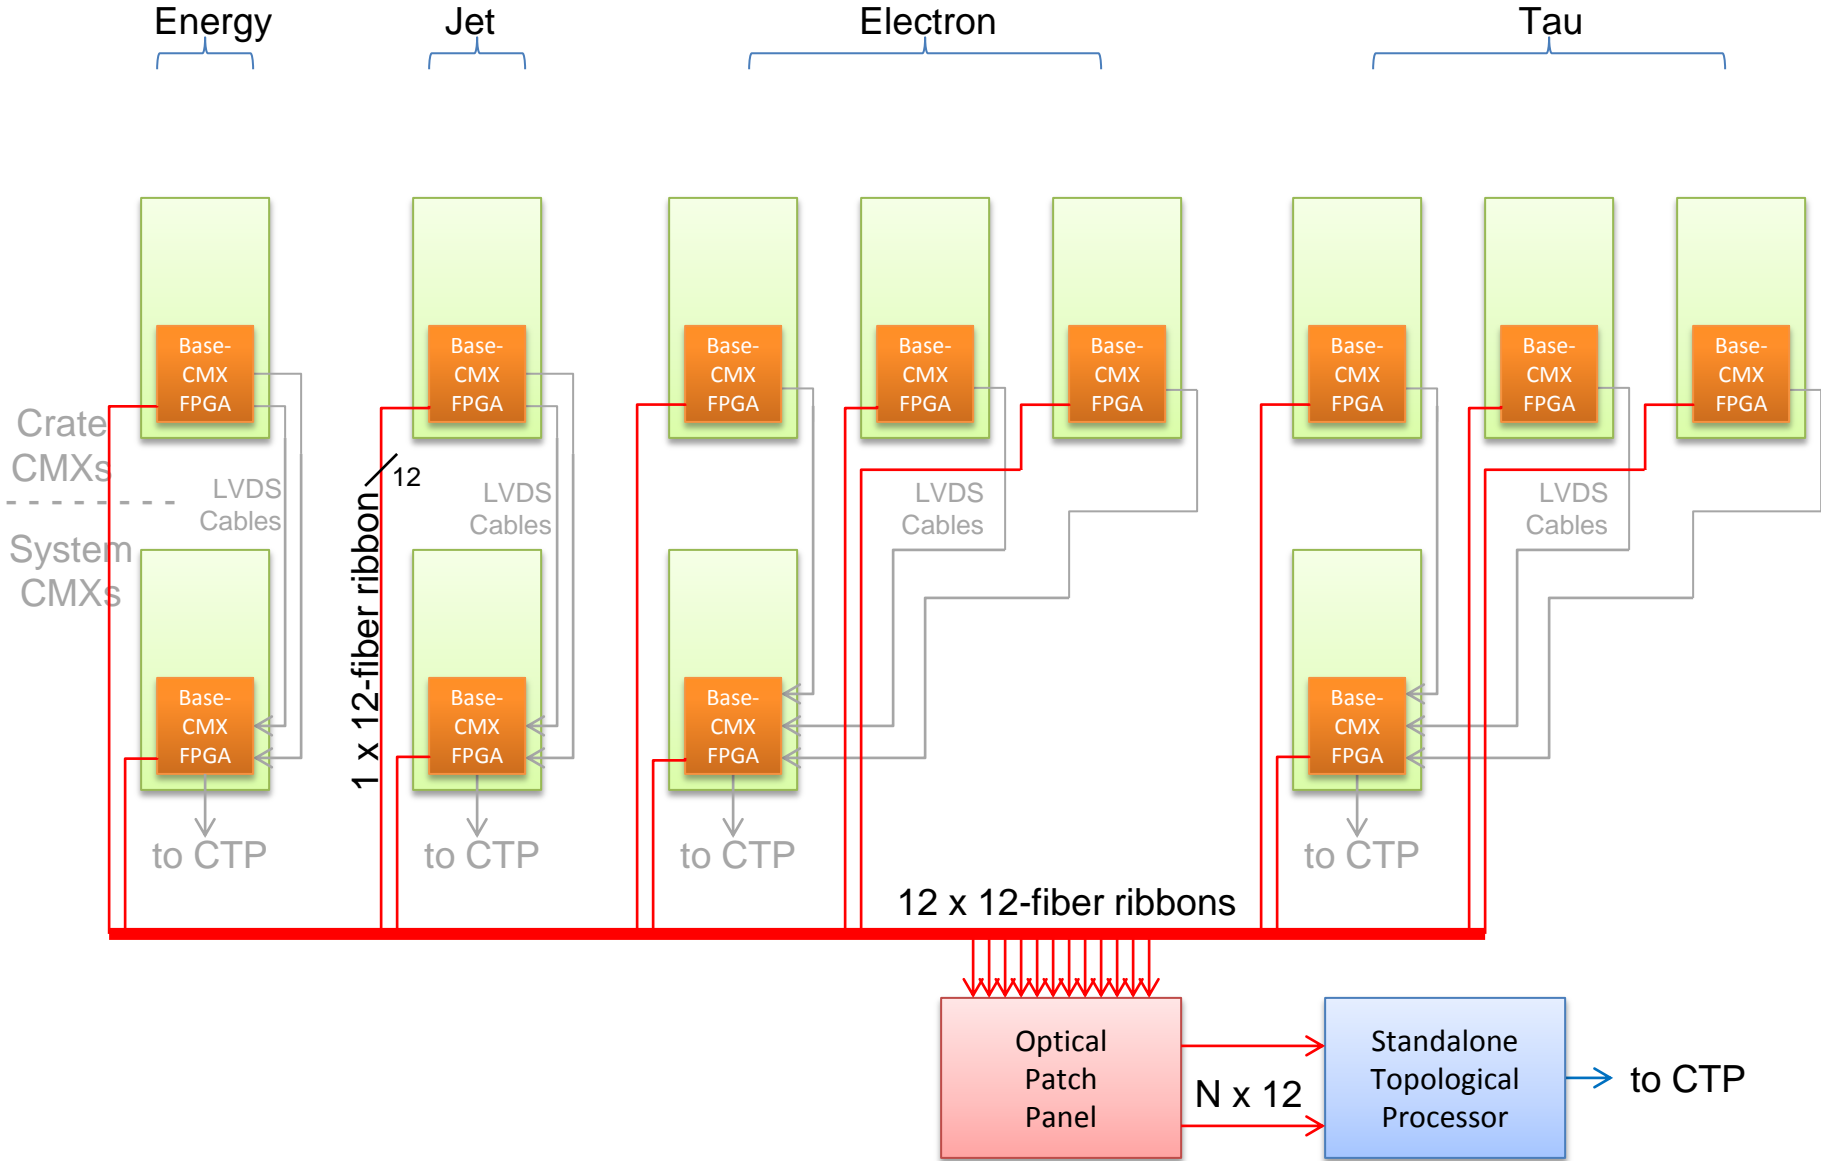 Energy
Jet
Electron
Tau
Base-
CMX
FPGA
Base-
CMX
FPGA
Base-
CMX
FPGA
Base-
CMX
FPGA
Base-
CMX
FPGA
Base-
CMX
FPGA
Base-
CMX
FPGA
Base-
CMX
FPGA
Crate
CMXs
System
CMXs
LVDS
Cables
12
1 x 12-fiber ribbon
LVDS
Cables
LVDS
Cables
LVDS
Cables
Base-
CMX
FPGA
Base-
CMX
FPGA
Base-
CMX
FPGA
Base-
CMX
FPGA
to CTP
to CTP
to CTP
to CTP
12 x 12-fiber ribbons
Optical
Patch
Panel
N x 12
Standalone
Topological
Processor
to CTP